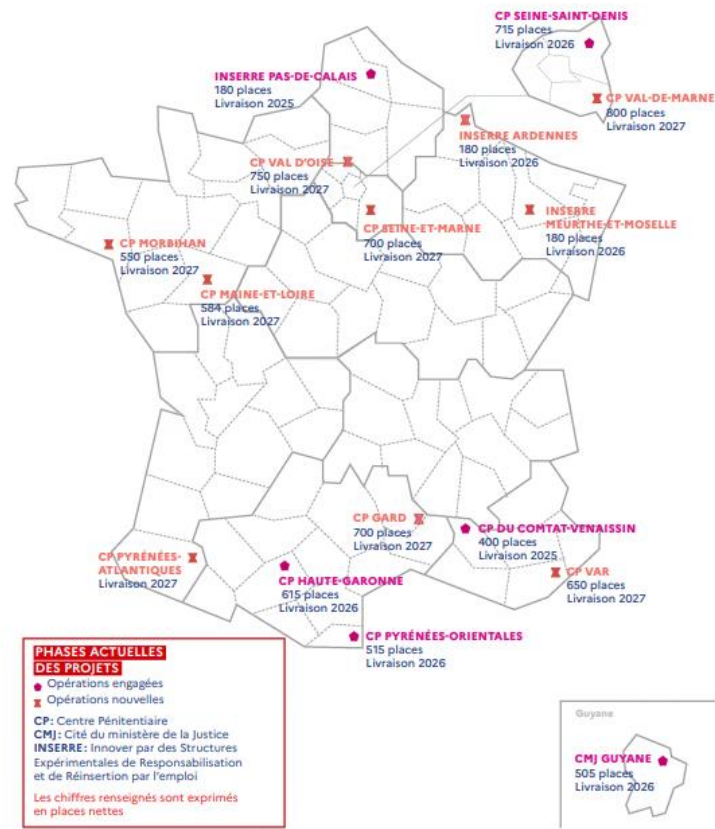 CP SEINE-SAINT-DENIS
715 places
Livraison 2026
INSERRE PAS-DE-CALAIS
180 places
Livraison 2025
CP VAL-DE-MARNE
800 places
Livraison 2027
INSERRE ARDENNES
180 places
Livraison 2026
CP VAL D'OISE
750 places
Livraison 2027
INSERRE
MEURTHE-ET-MOSELLE
180 places
Livraison 2026
CP SEINE-ET-MARNE
700 places
Livraison 2027
CP MORBIHAN
550 places
Livraison 2027
CP MAINE-ET-LOIRE
584 places
Livraison 2027
CP GARD
700 places
Livraison 2027
CP DU COMTAT-VENAISSIN
400 places
Livraison 2025
CP PYRÉNÉES-
ATLANTIQUES
Livraison 2027
CP HAUTE-GARONNE
615 places
Livraison 2026
CP VAR
650 places
Livraison 2027
CP PYRÉNÉES-ORIENTALES
515 places
Livraison 2026
PHASES ACTUELLES
DES PROJETS
Opérations engagées
Opérations nouvelles
CP : Centre Pénitentiaire
CMJ : Cité du ministère de la Justice
INSERRE : Innover par des Structures
Expérimentales de Responsabilisation
et de Réinsertion par l'emploi
Les chiffres renseignés sont exprimés
en places nettes
Guyane
CMJ GUYANE
505 places
Livraison 2026